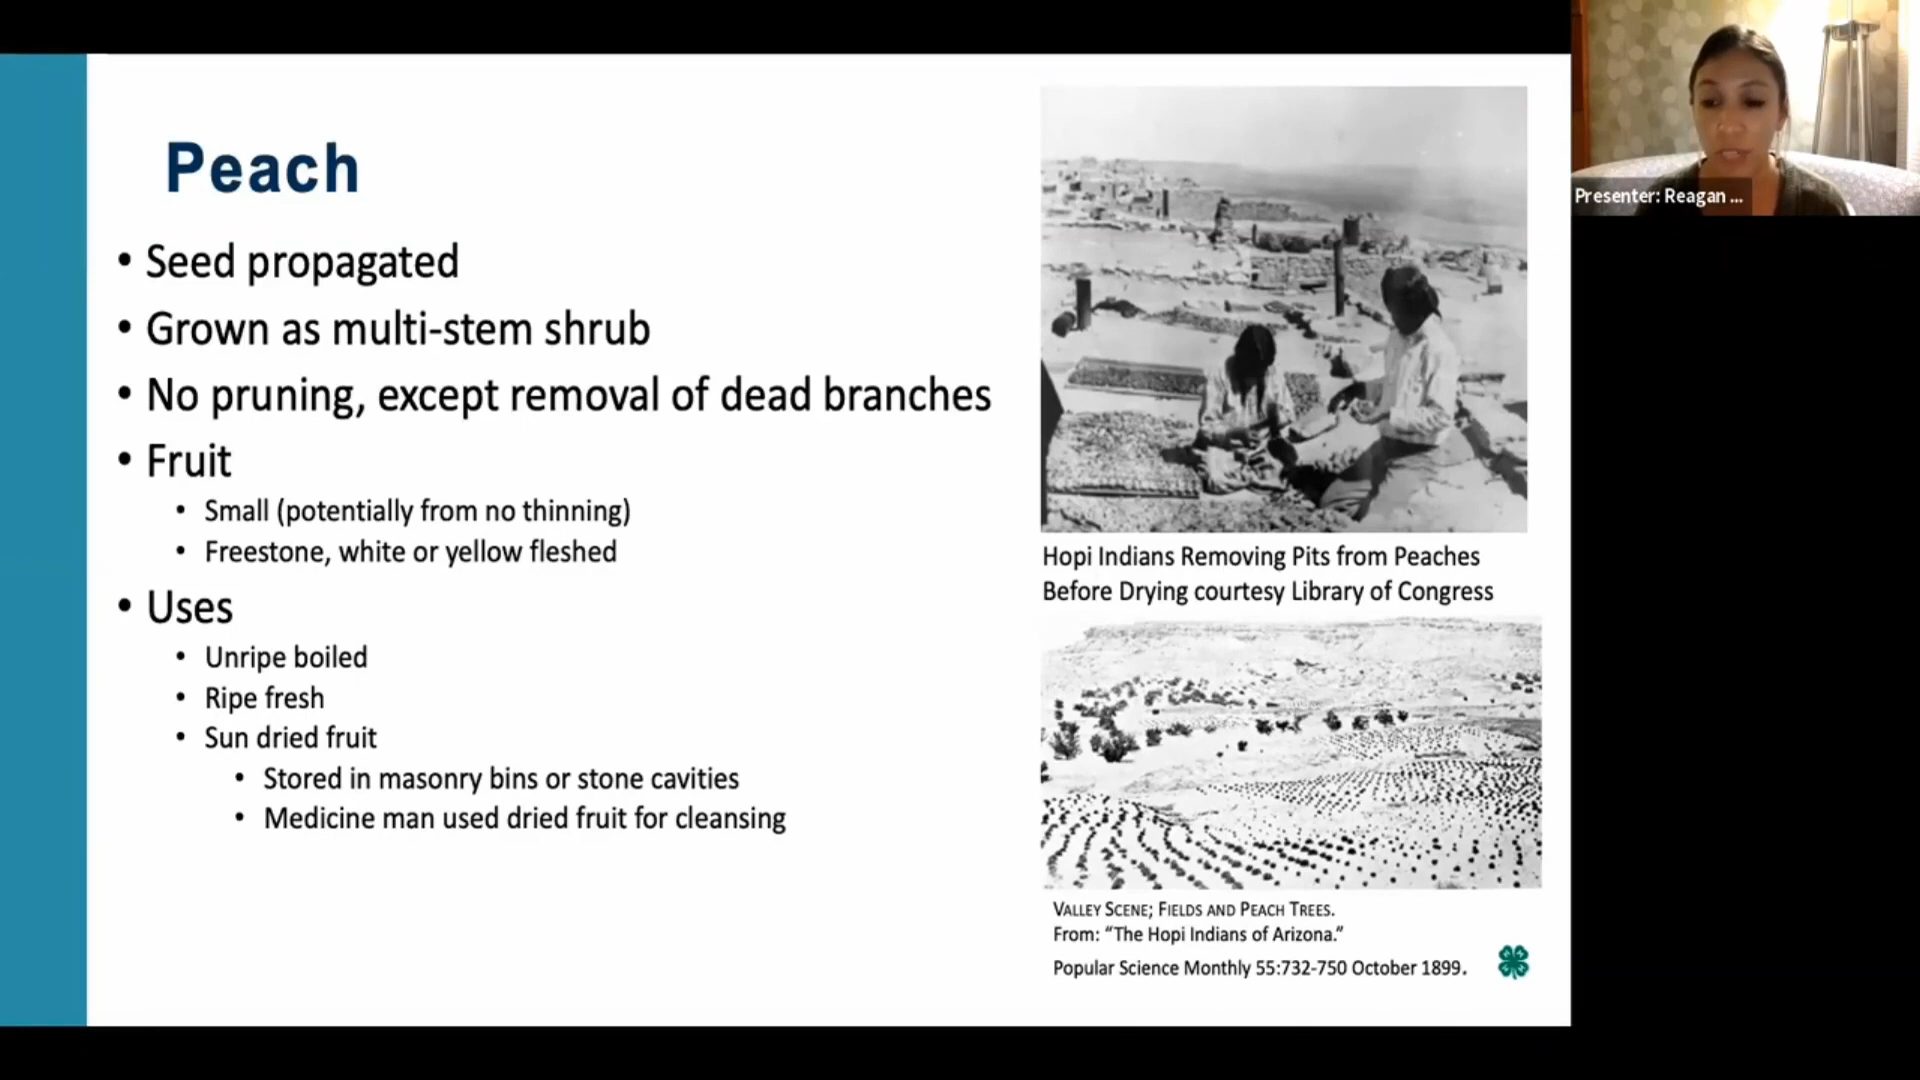 Peach
• Seed propagated
• Grown as multi-stem shrub
• No pruning, except removal of dead branches
• Fruit
• Small (potentially from no thinning)
• Freestone, white or yellow fleshed
• Uses
• Unripe boiled
• Ripe fresh
• Sun dried fruit
• Stored in masonry bins or stone cavities
• Medicine man used dried fruit for cleansing
Hopi Indians Removing Pits from Peaches
Before Drying courtesy Library of Congress
VALLEY SCENE; FIELDS AND PEACH TREES.
From: “The Hopi Indians of Arizona.”
Popular Science Monthly 55:732-750 October 1899.
Presenter: Reagan ...